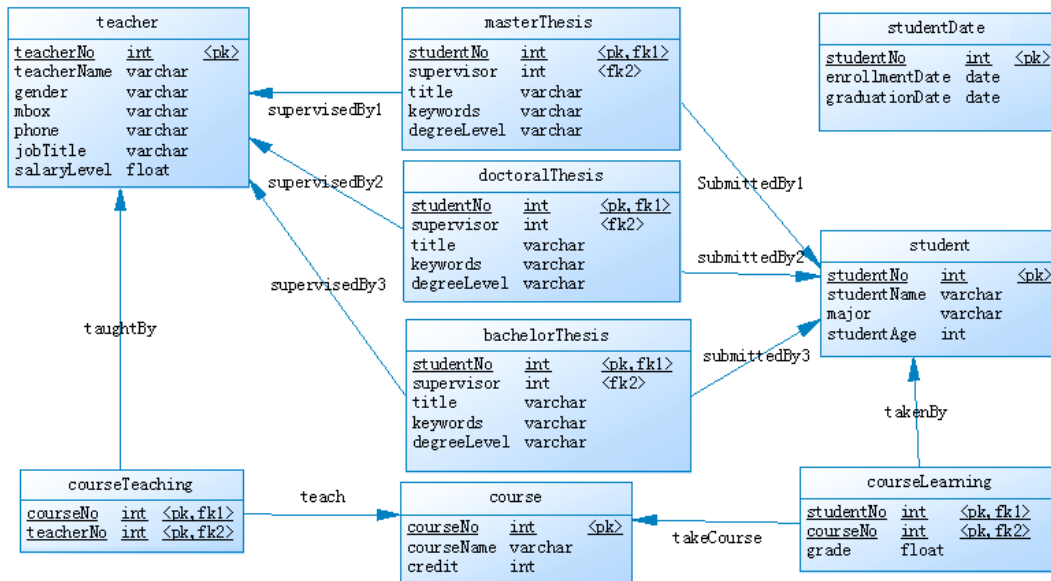 teacher
teacherNo int <pk>
teacherName varchar
gender varchar
mbox varchar
phone varchar
jobTitle varchar
salaryLevel float
masterThesis
studentNo int <pk,fk1>
supervisor int <fk2>
title varchar
keywords varchar
degreeLevel varchar
studentDate
studentNo int <pk>
enrollmentDate date
graduationDate date
supervisedBy1
supervisedBy2
supervisedBy3
doctoralThesis
studentNo int <pk,fk1>
supervisor int <fk2>
title varchar
keywords varchar
degreeLevel varchar
SubmittedBy1
submittedBy2
submittedBy3
student
studentNo int <pk>
studentName varchar
major varchar
studentAge int
bachelorThesis
studentNo int <pk,fk1>
supervisor int <fk2>
title varchar
keywords varchar
degreeLevel varchar
taughtBy
takenBy
courseTeaching
courseNo int <pk,fk1>
teacherNo int <pk,fk2>
teach
course
courseNo int <pk>
courseName varchar
credit int
takeCourse
courseLearning
studentNo int <pk,fk1>
courseNo int <pk,fk2>
grade float